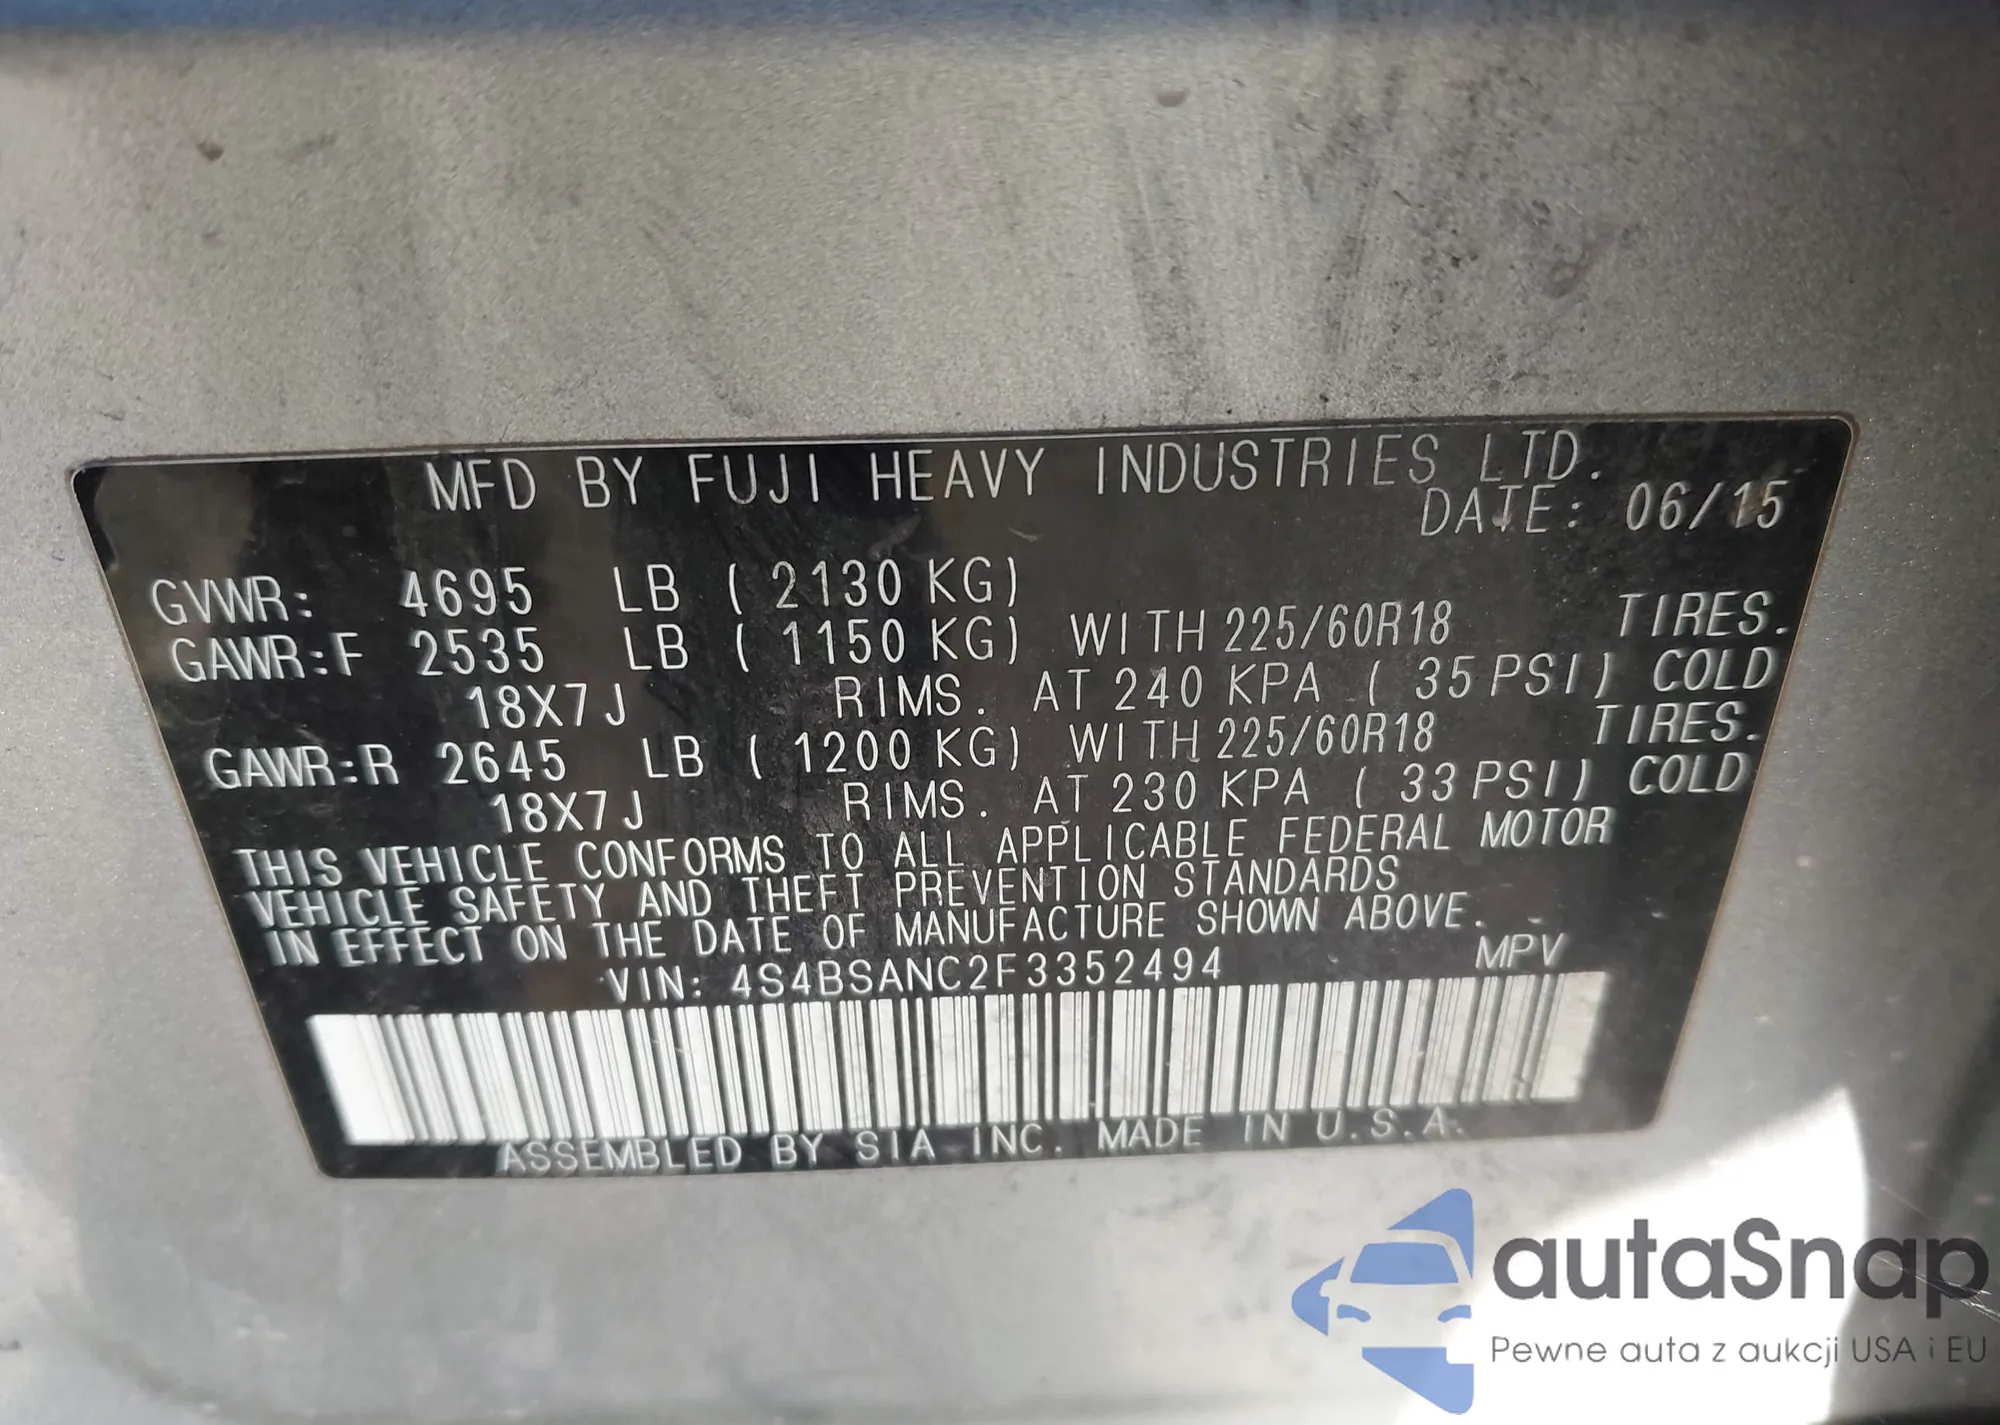 MFD BY FUJI HEAVY INDUSTRIES LTD.
DATE: 06/15
GVWR: 4695 LB ( 2130 KG)
GAWR:F 2535 LB ( 1150 KG) WITH 225/60R18 TIRES.
18X7J RIMS. AT 240 KPA ( 35 PSI) COLD
GAWR:R 2645 LB ( 1200 KG) WITH 225/60R18 TIRES.
18X7J RIMS. AT 230 KPA ( 33 PSI) COLD
THIS VEHICLE CONFORMS TO ALL APPLICABLE FEDERAL MOTOR
VEHICLE SAFETY AND THEFT PREVENTION STANDARDS
IN EFFECT ON THE DATE OF MANUFACTURE SHOWN ABOVE.
VIN: 4S4BSANC2F3352494 MPV
ASSEMBLED BY SIA INC. MADE IN U.S.A.
autaSnap
Pewne auta z aukcji USA i EU